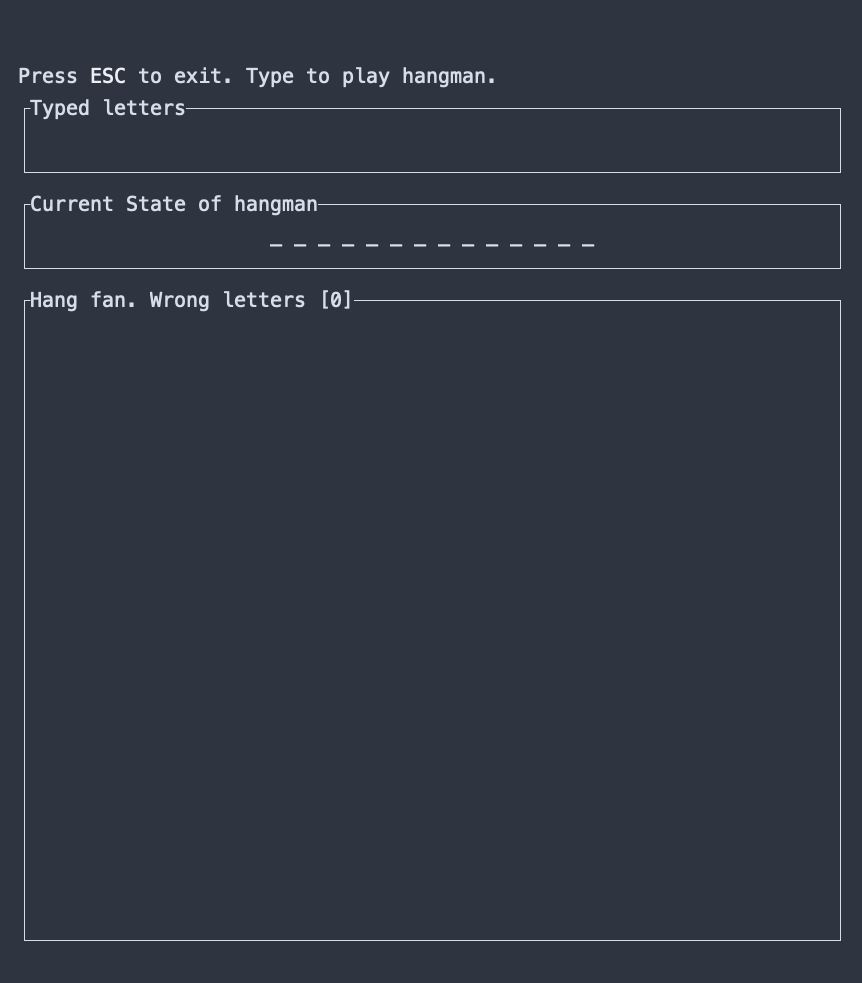 Press ESC to exit. Type to play hangman.
Typed letters
Current State of hangman
_ _ _ _ _ _ _ _ _ _ _ _ _ _
Hang fan. Wrong letters [0]